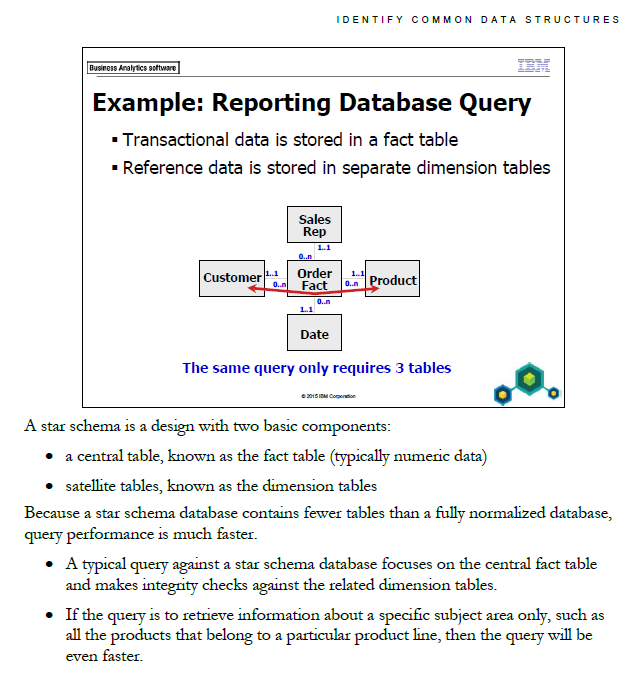 IDENTIFY COMMON DATA STRUCTURES
Business Analytics software
IBM
Example: Reporting Database Query
▪ Transactional data is stored in a fact table
▪ Reference data is stored in separate dimension tables
Sales
Rep
1..1
0..n
Customer 1..1 0..n Order Fact 1..1 0..n Product
0..n
1..1
Date
The same query only requires 3 tables
© 2015 IBM Corporation
A star schema is a design with two basic components:
• a central table, known as the fact table (typically numeric data)
• satellite tables, known as the dimension tables
Because a star schema database contains fewer tables than a fully normalized database,
query performance is much faster.
• A typical query against a star schema database focuses on the central fact table
and makes integrity checks against the related dimension tables.
• If the query is to retrieve information about a specific subject area only, such as
all the products that belong to a particular product line, then the query will be
even faster.